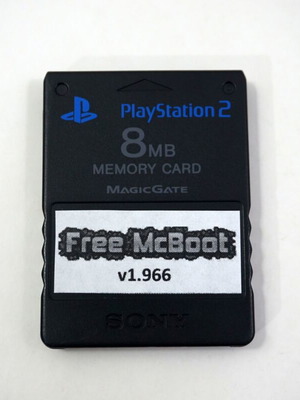 PlayStation 2
8MB
MEMORY CARD
MAGICGATE
Free McBoot
v1.966
SONY